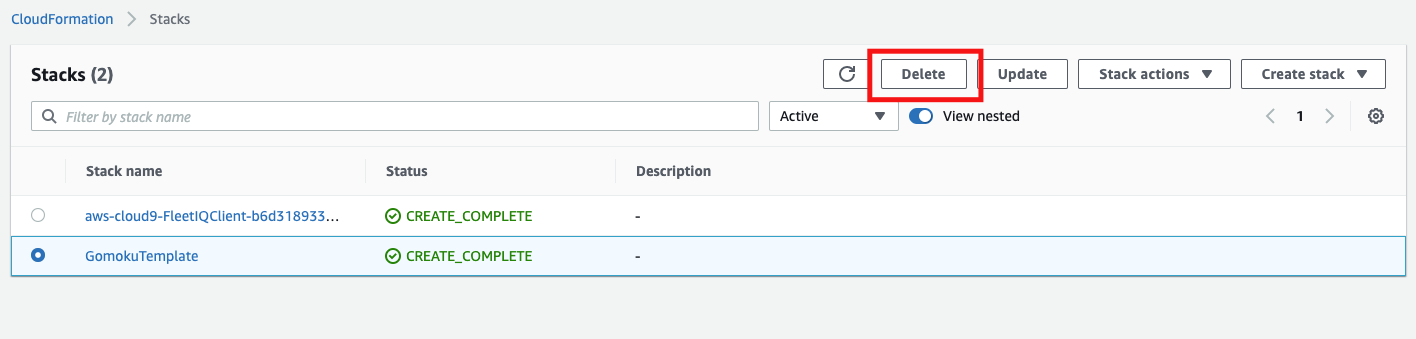 CloudFormation > Stacks
Stacks (2) Delete Update Stack actions Create stack
Filter by stack name Active View nested 1
Stack name Status Description
aws-cloud9-FleetIQClient-b6d318933... CREATE_COMPLETE -
GomokuTemplate CREATE_COMPLETE -